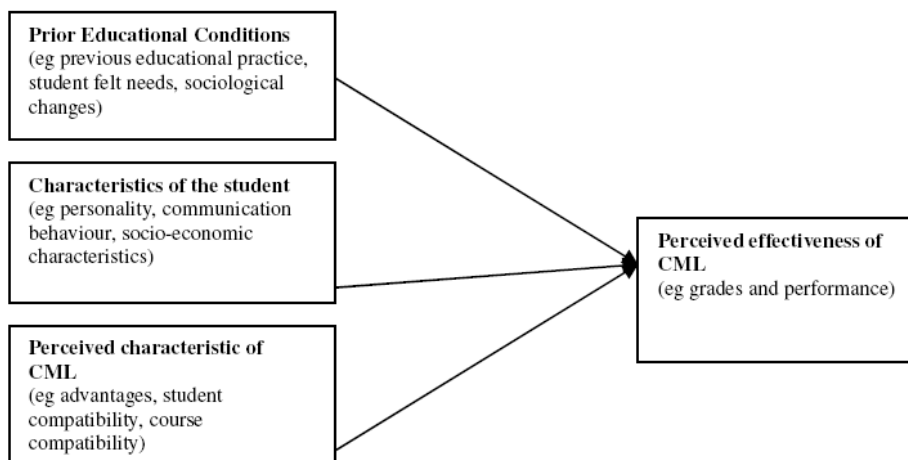 Prior Educational Conditions
(eg previous educational practice,
student felt needs, sociological
changes)
Characteristics of the student
(eg personality, communication
behaviour, socio-economic
characteristics)
Perceived characteristic of
CML
(eg advantages, student
compatibility, course
compatibility)
Perceived effectiveness of
CML
(eg grades and performance)